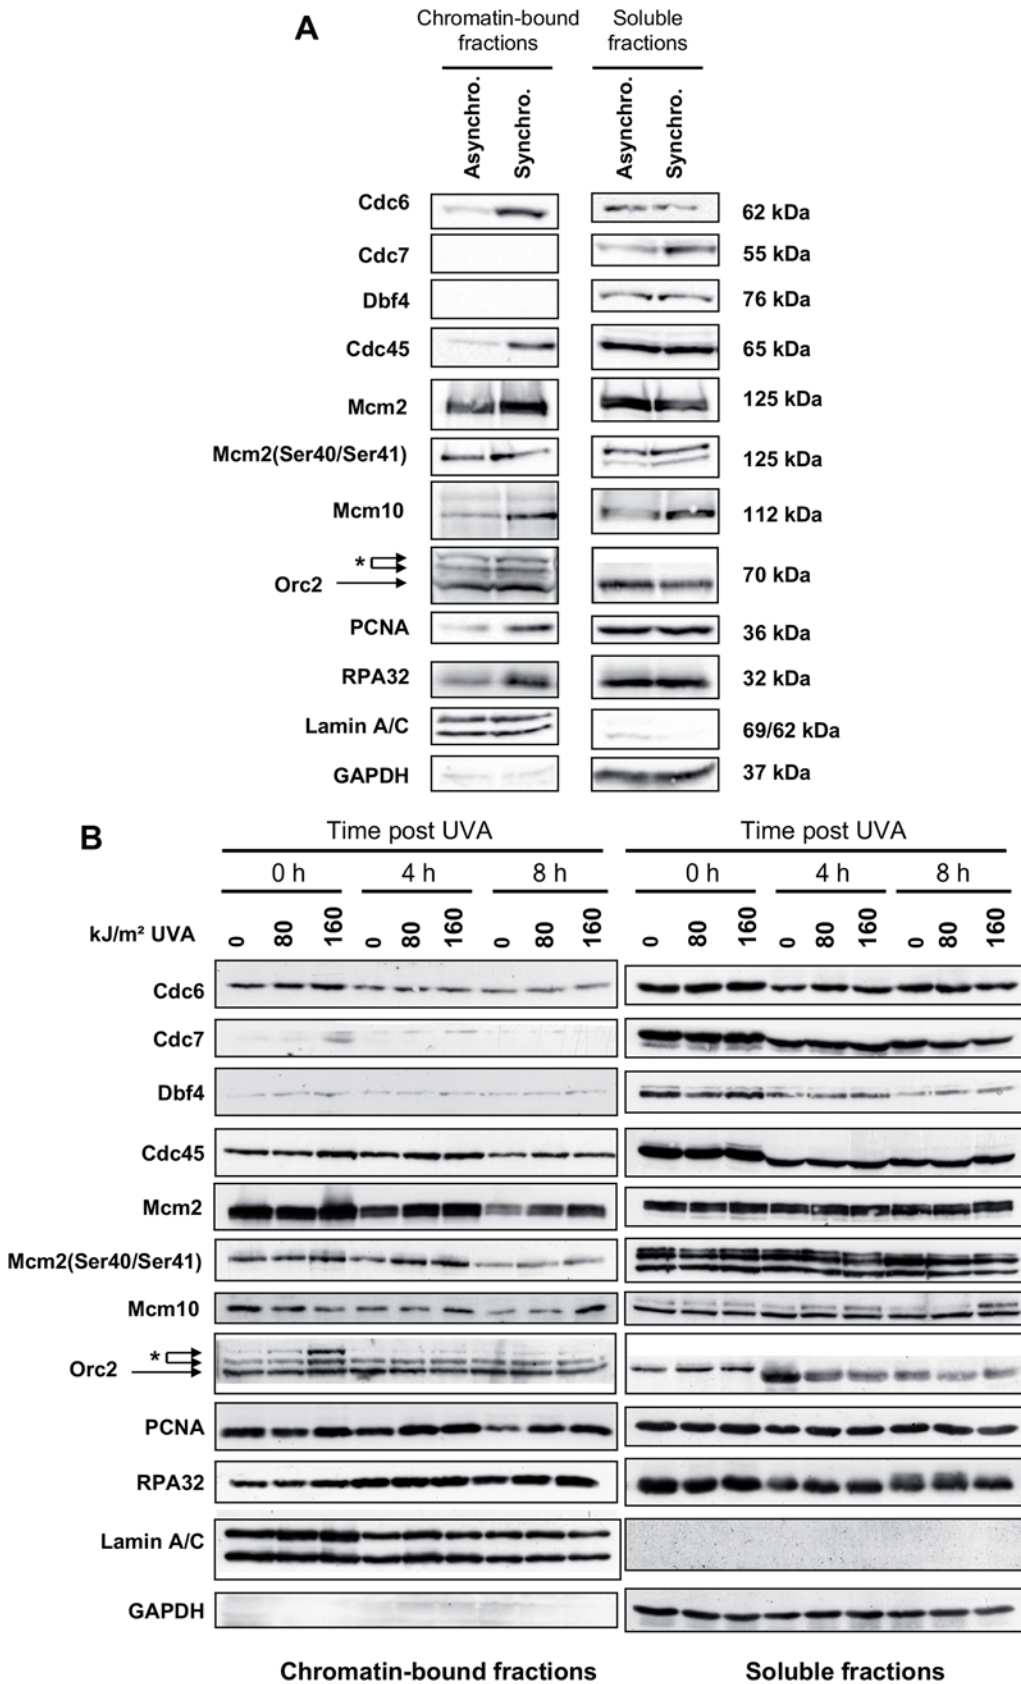 A
Chromatin-bound fractions
Soluble fractions
Asynchro.
Synchro.
Asynchro.
Synchro.
Cdc6
62 kDa
Cdc7
55 kDa
Dbf4
76 kDa
Cdc45
65 kDa
Mcm2
125 kDa
Mcm2(Ser40/Ser41)
125 kDa
Mcm10
112 kDa
*
Orc2
70 kDa
PCNA
36 kDa
RPA32
32 kDa
Lamin A/C
69/62 kDa
GAPDH
37 kDa
B
Time post UVA
Time post UVA
0 h 4 h 8 h
0 h 4 h 8 h
kJ/m² UVA
0 80 160 0 80 160 0 80 160
0 80 160 0 80 160 0 80 160
Cdc6
Cdc7
Dbf4
Cdc45
Mcm2
Mcm2(Ser40/Ser41)
Mcm10
*
Orc2
PCNA
RPA32
Lamin A/C
GAPDH
Chromatin-bound fractions
Soluble fractions